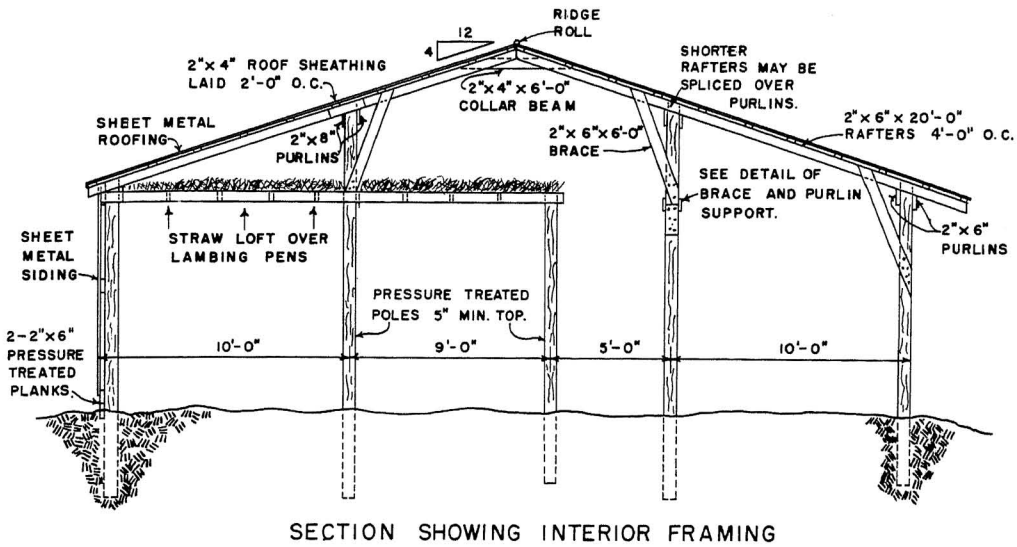 RIDGE
ROLL
12
4
2"x 4" ROOF SHEATHING
LAID 2'-0" O.C.
SHORTER
RAFTERS MAY BE
SPLICED OVER
PURLINS.
2"x 4"x 6'-0"
COLLAR BEAM
SHEET METAL
ROOFING
2"x 8"
PURLINS
2"x 6"x 6'-0"
BRACE
2"x 6"x 20'-0"
RAFTERS 4'-0" O.C.
SEE DETAIL OF
BRACE AND PURLIN
SUPPORT.
2"x 6"
PURLINS
SHEET
METAL
SIDING
STRAW LOFT OVER
LAMBING PENS
PRESSURE TREATED
POLES 5" MIN. TOP.
2-2"x6"
PRESSURE
TREATED
PLANKS.
10'-0"
9'-0"
5'-0"
10'-0"
SECTION SHOWING INTERIOR FRAMING